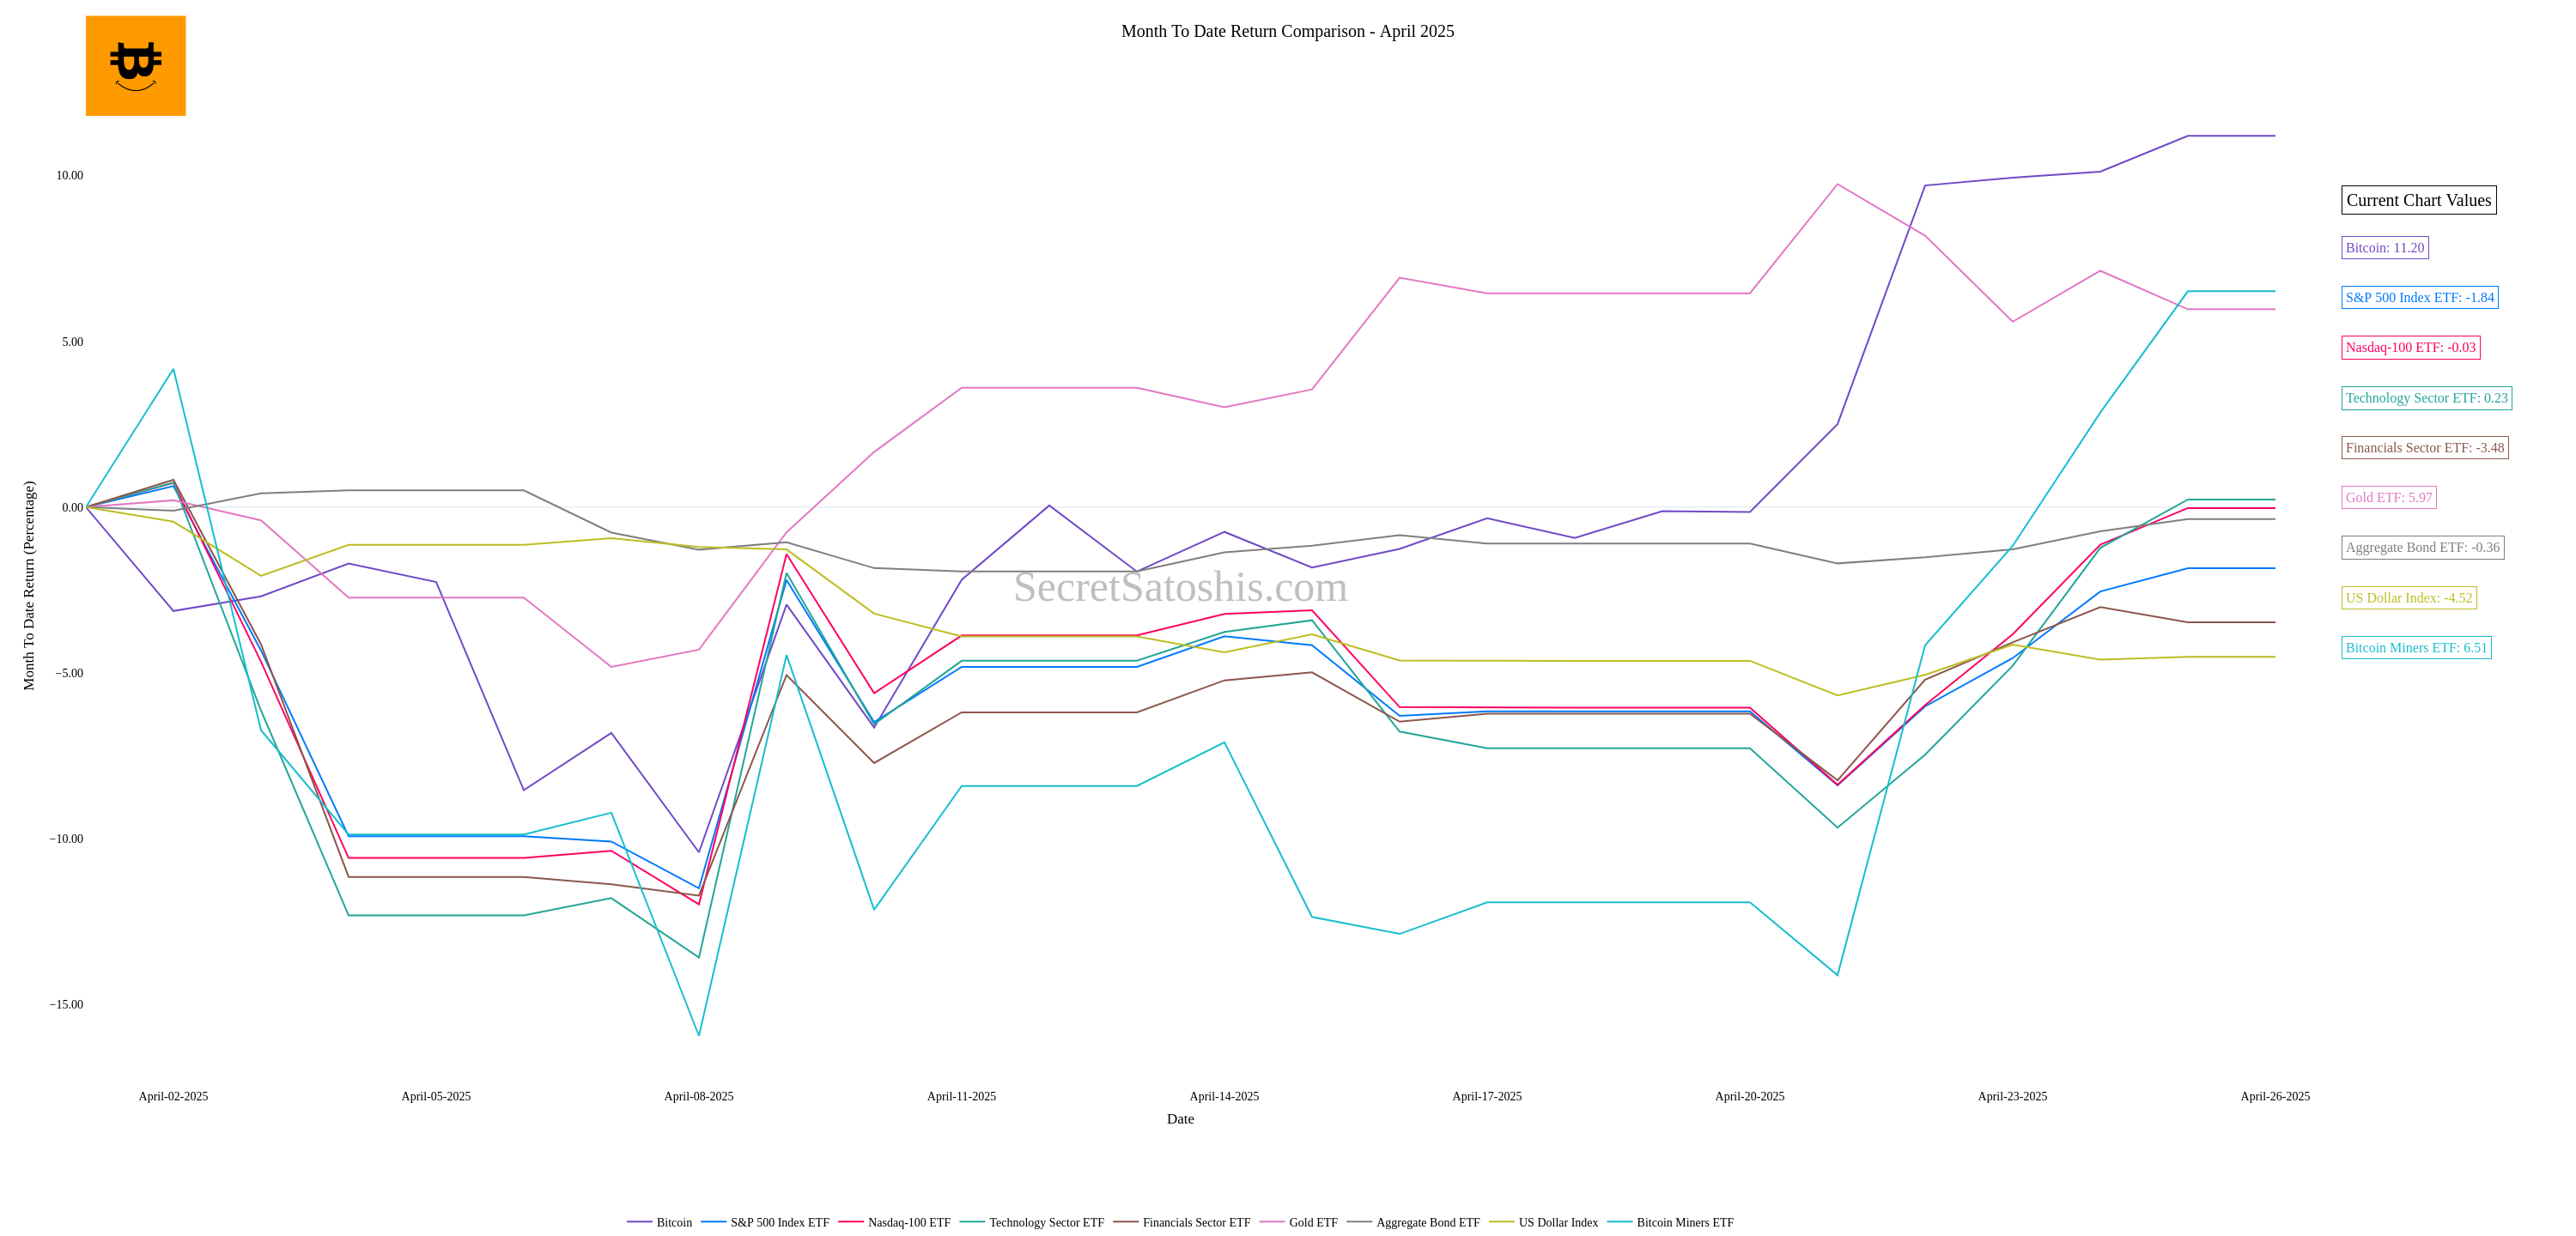 Month To Date Return Comparison - April 2025
10.00
5.00
0.00
−5.00
−10.00
−15.00
Month To Date Return (Percentage)
SecretSatoshis.com
Current Chart Values
Bitcoin: 11.20
S&P 500 Index ETF: -1.84
Nasdaq-100 ETF: -0.03
Technology Sector ETF: 0.23
Financials Sector ETF: -3.48
Gold ETF: 5.97
Aggregate Bond ETF: -0.36
US Dollar Index: -4.52
Bitcoin Miners ETF: 6.51
April-02-2025 April-05-2025 April-08-2025 April-11-2025 April-14-2025 April-17-2025 April-20-2025 April-23-2025 April-26-2025
Date
Bitcoin S&P 500 Index ETF Nasdaq-100 ETF Technology Sector ETF Financials Sector ETF Gold ETF Aggregate Bond ETF US Dollar Index Bitcoin Miners ETF